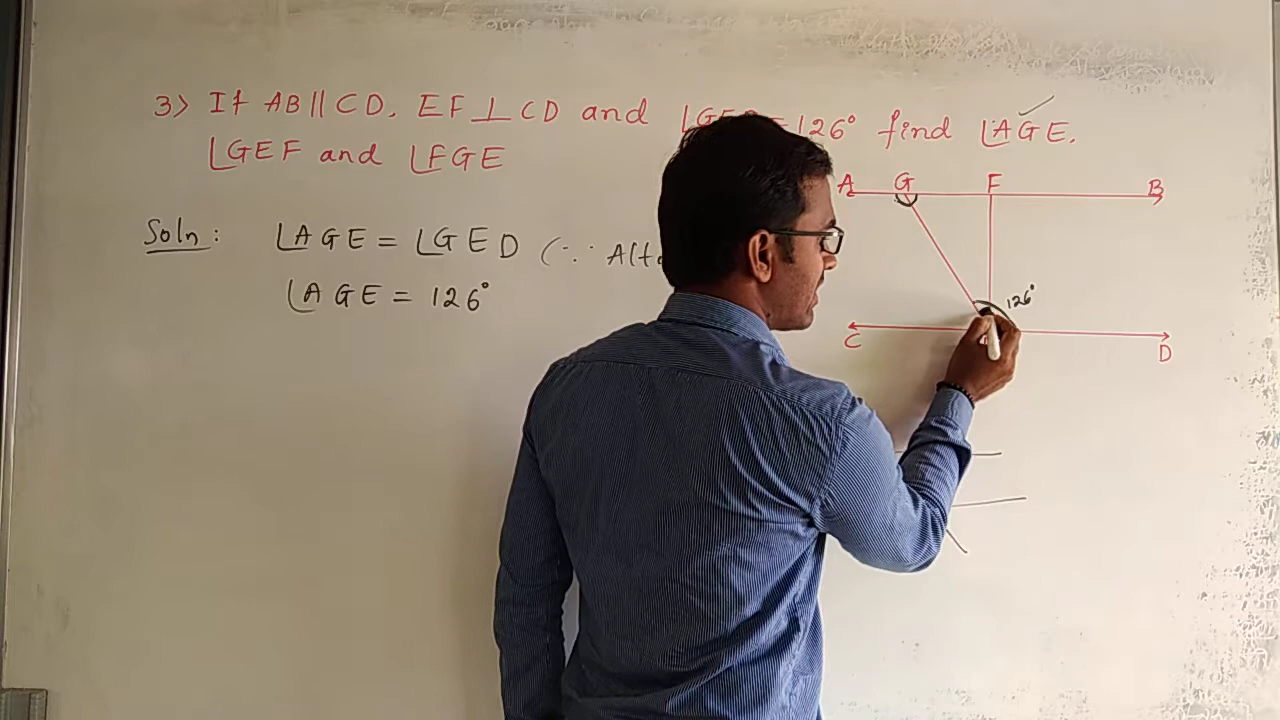 3) If AB || CD, EF ⊥ CD and ∠GE 126° find ∠AGE,
∠GEF and ∠FGE
A G F B
Soln: ∠AGE = ∠GED (∵ Alt
∠AGE = 126°
126°
C D